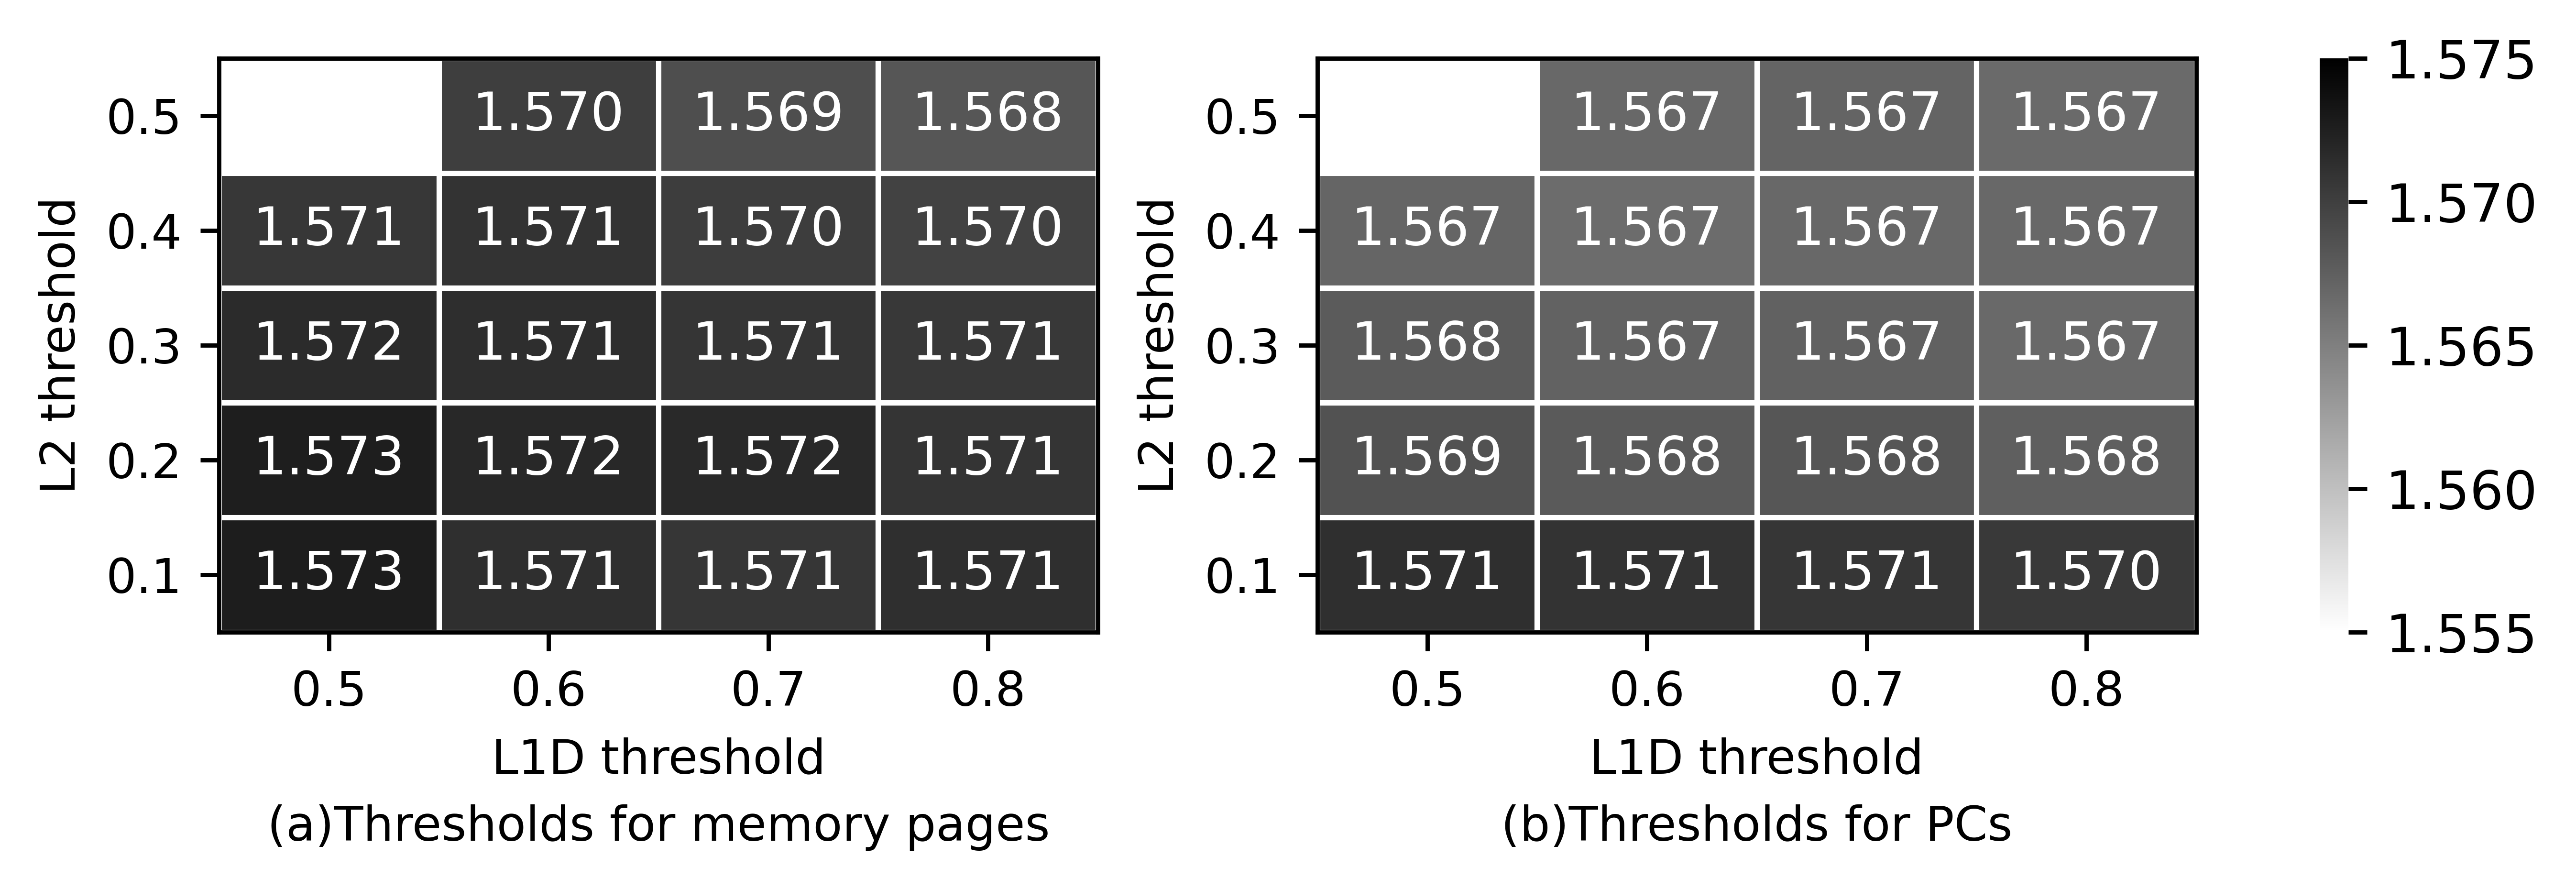 0.5 1.570 1.569 1.568
0.4 1.571 1.571 1.570 1.570
0.3 1.572 1.571 1.571 1.571
0.2 1.573 1.572 1.572 1.571
0.1 1.573 1.571 1.571 1.571
L2 threshold
0.5 0.6 0.7 0.8
L1D threshold
(a)Thresholds for memory pages
0.5 1.567 1.567 1.567
0.4 1.567 1.567 1.567 1.567
0.3 1.568 1.567 1.567 1.567
0.2 1.569 1.568 1.568 1.568
0.1 1.571 1.571 1.571 1.570
L2 threshold
0.5 0.6 0.7 0.8
L1D threshold
(b)Thresholds for PCs
1.575
1.570
1.565
1.560
1.555